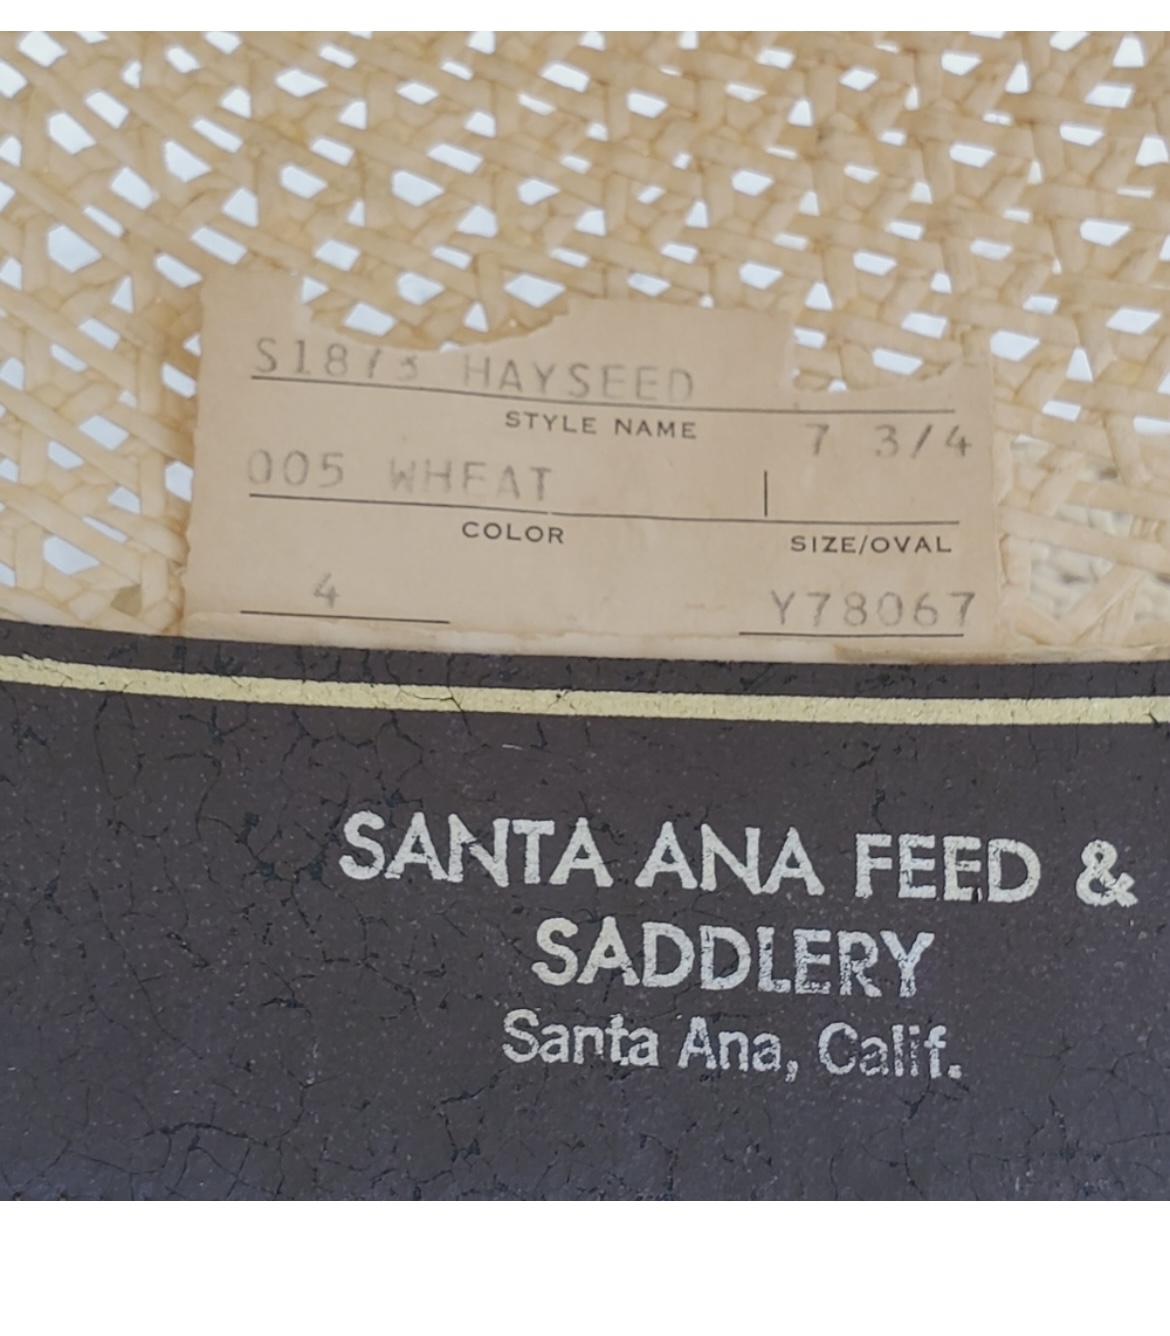 S1873 HAYSEED
STYLE NAME
7 3/4
005 WHEAT
COLOR
SIZE/OVAL
4
Y78067
SANTA ANA FEED &
SADDLERY
Santa Ana, Calif.